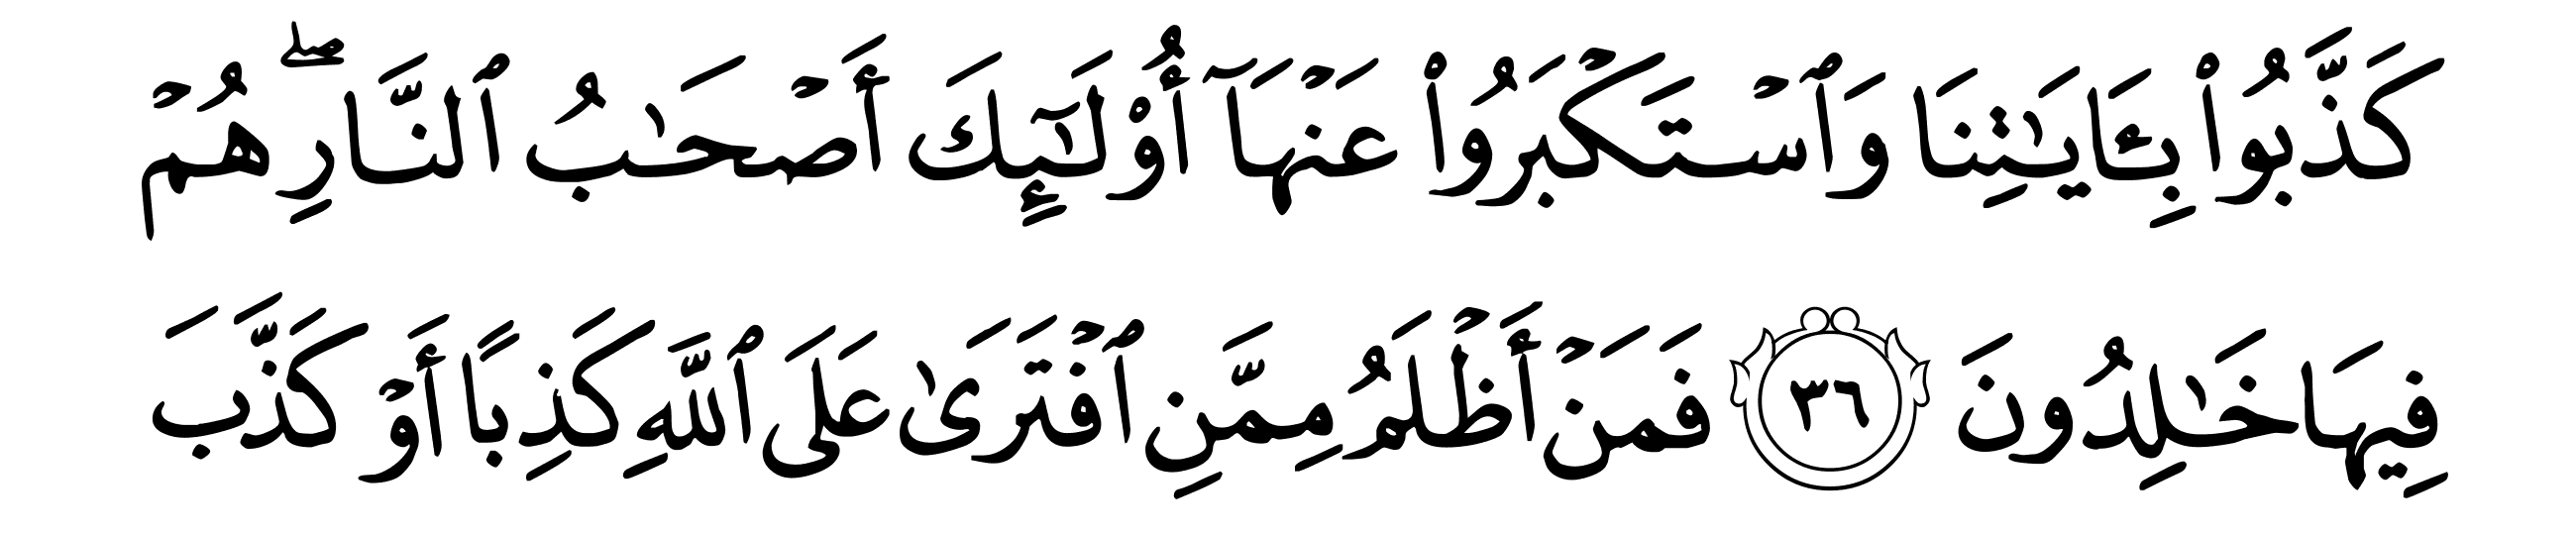 كَذَّبُوا۟ بِـَٔايَـٰتِنَا وَٱسْتَكْبَرُوا۟ عَنْهَآ أُو۟لَـٰٓئِكَ أَصْحَـٰبُ ٱلنَّارِ ۖ هُمْ
فِيهَا خَـٰلِدُونَ ٣٦ فَمَنْ أَظْلَمُ مِمَّنِ ٱفْتَرَىٰ عَلَى ٱللَّهِ كَذِبًا أَوْ كَذَّبَ